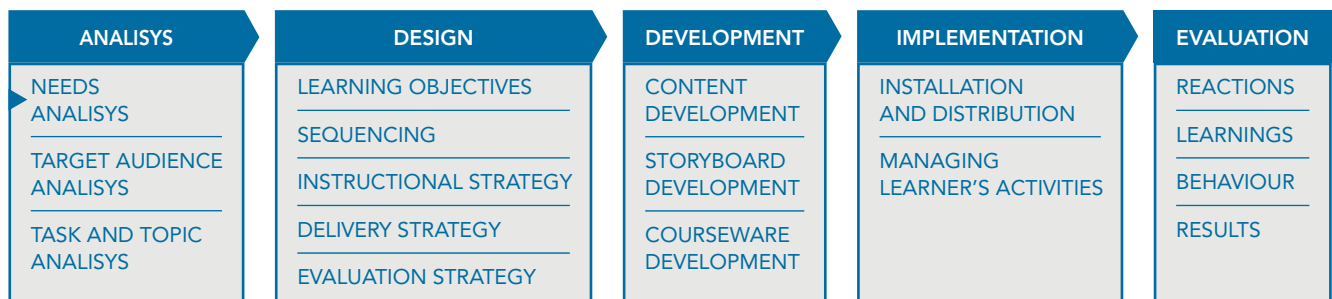 ANALISYS
NEEDS
ANALISYS
TARGET AUDIENCE
ANALISYS
TASK AND TOPIC
ANALISYS
DESIGN
LEARNING OBJECTIVES
SEQUENCING
INSTRUCTIONAL STRATEGY
DELIVERY STRATEGY
EVALUATION STRATEGY
DEVELOPMENT
CONTENT
DEVELOPMENT
STORYBOARD
DEVELOPMENT
COURSEWARE
DEVELOPMENT
IMPLEMENTATION
INSTALLATION
AND DISTRIBUTION
MANAGING
LEARNER'S ACTIVITIES
EVALUATION
REACTIONS
LEARNINGS
BEHAVIOUR
RESULTS